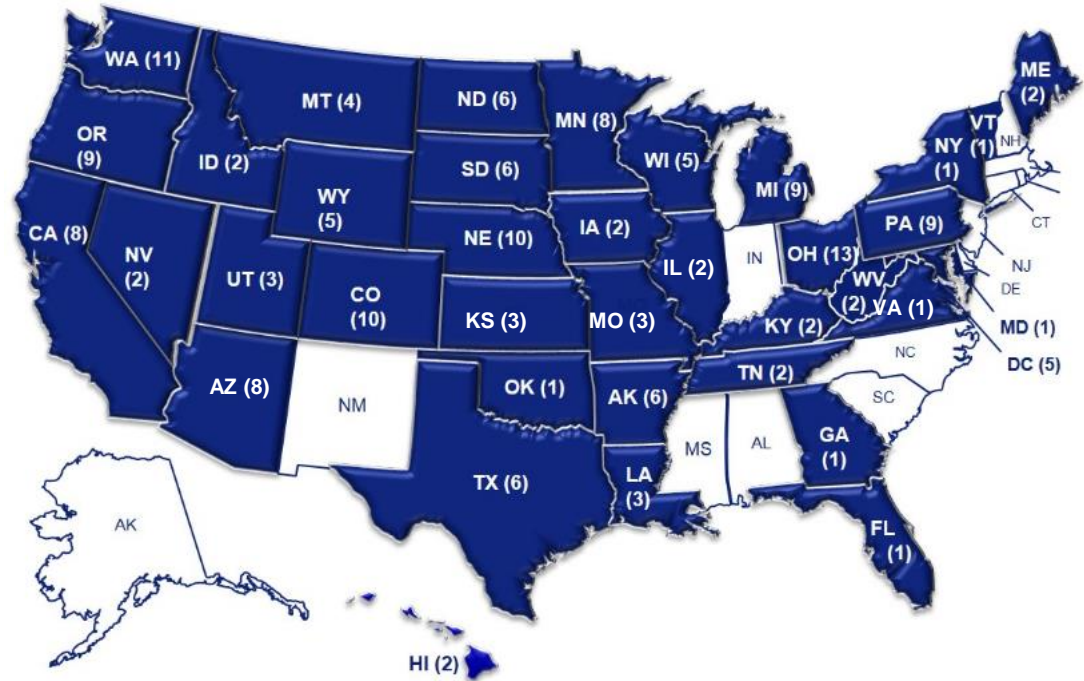 WA (11)
ME
(2)
MT (4)
ND (6)
MN (8)
VT
(1)
NH
OR
(9)
ID (2)
WI (5)
NY
(1)
SD (6)
MI (9)
WY
(5)
CT
PA (9)
CA (8)
NE (10)
IA (2)
NV
(2)
IL (2)
IN
OH (13)
NJ
UT (3)
CO
(10)
WV
(2)
DE
VA (1)
KS (3)
MO (3)
KY (2)
MD (1)
NC
DC (5)
TN (2)
AZ (8)
NM
OK (1)
AK (6)
SC
MS
AL
GA
(1)
TX (6)
LA
(3)
AK
FL
(1)
HI (2)